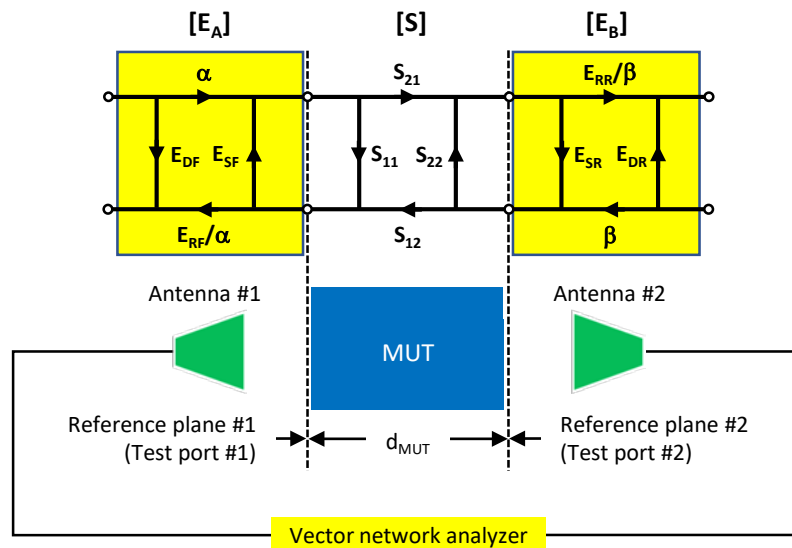 [E_A] [S] [E_B]
α S₂₁ E_RR/β
E_DF E_SF S₁₁ S₂₂ E_SR E_DR
E_RF/α S₁₂ β
Antenna #1 Antenna #2
MUT
Reference plane #1 Reference plane #2
(Test port #1) d_MUT (Test port #2)
Vector network analyzer